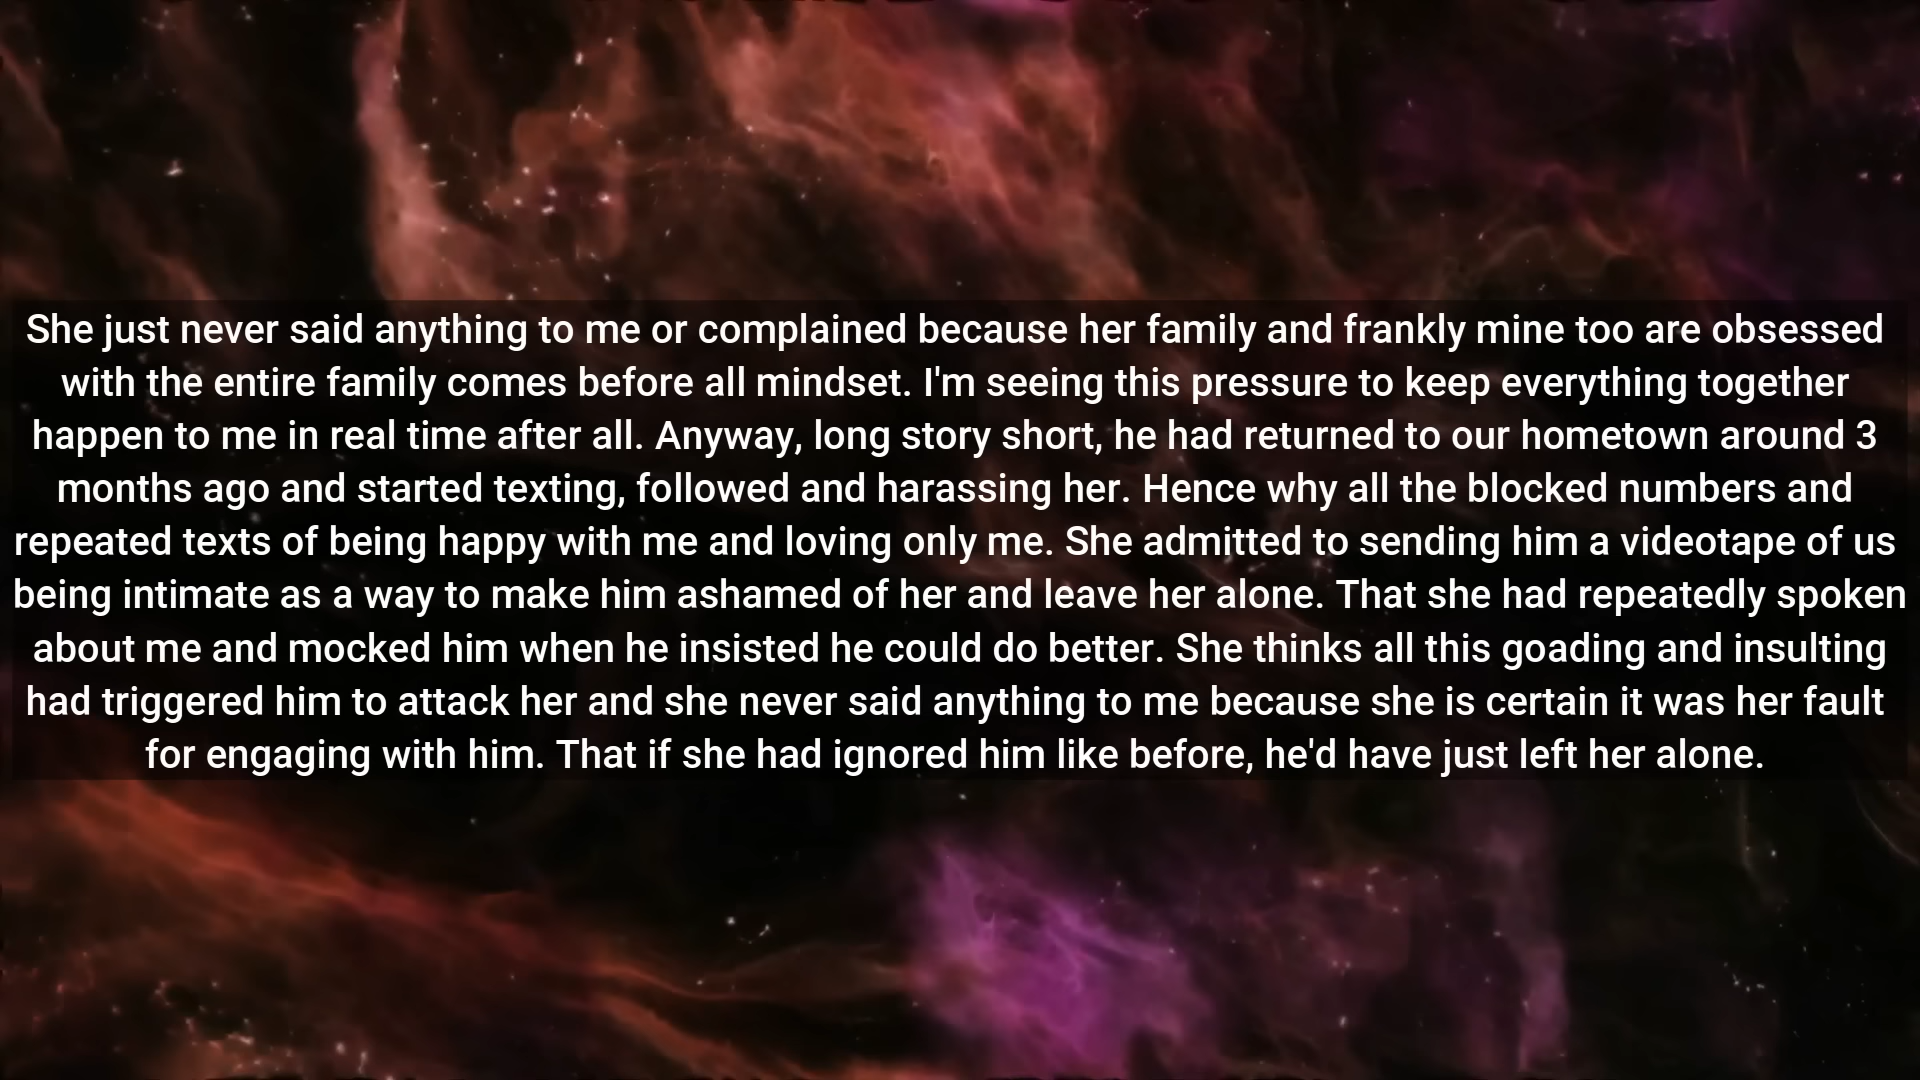 She just never said anything to me or complained because her family and frankly mine too are obsessed
with the entire family comes before all mindset. I'm seeing this pressure to keep everything together
happen to me in real time after all. Anyway, long story short, he had returned to our hometown around 3
months ago and started texting, followed and harassing her. Hence why all the blocked numbers and
repeated texts of being happy with me and loving only me. She admitted to sending him a videotape of us
being intimate as a way to make him ashamed of her and leave her alone. That she had repeatedly spoken
about me and mocked him when he insisted he could do better. She thinks all this goading and insulting
had triggered him to attack her and she never said anything to me because she is certain it was her fault
for engaging with him. That if she had ignored him like before, he'd have just left her alone.